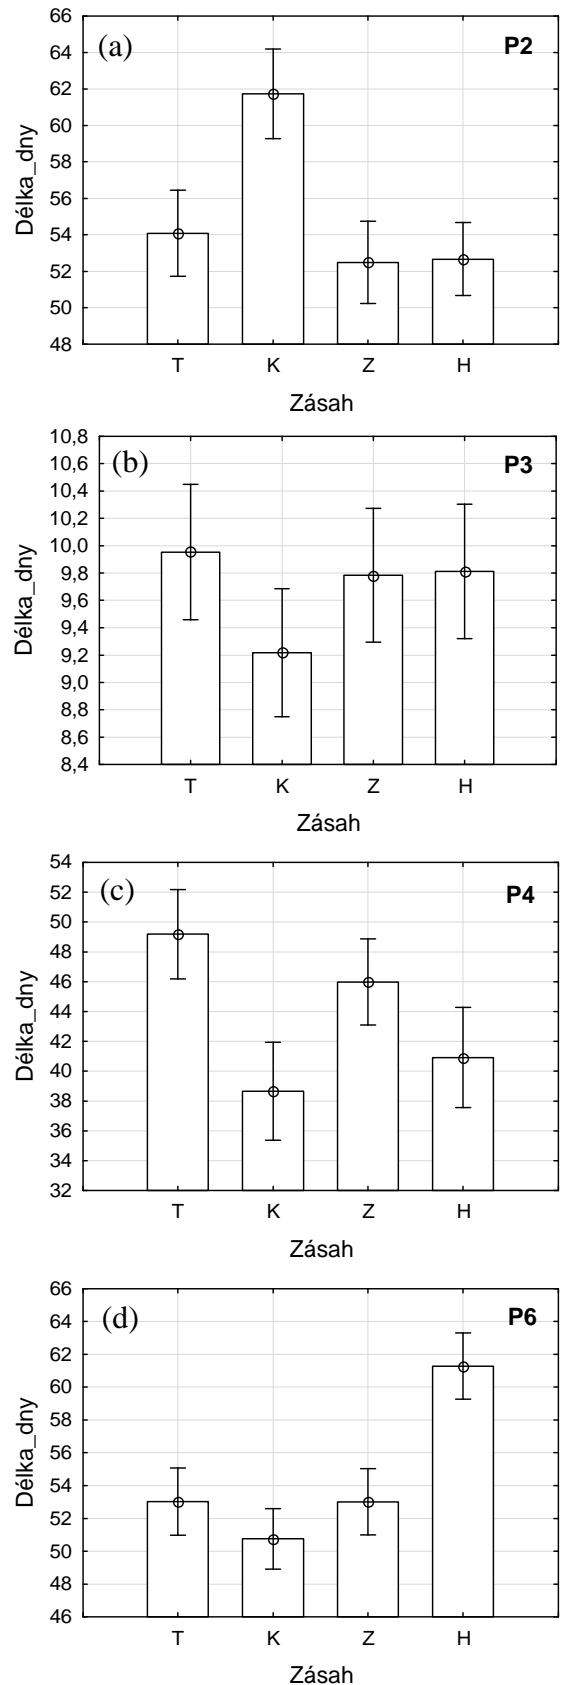 (a) P2
66
64
62
60
58
56
54
52
50
48
Délka_dny
T K Z H
Zásah
(b) P3
10,8
10,6
10,4
10,2
10,0
9,8
9,6
9,4
9,2
9,0
8,8
8,6
8,4
Délka_dny
T K Z H
Zásah
(c) P4
54
52
50
48
46
44
42
40
38
36
34
32
Délka_dny
T K Z H
Zásah
(d) P6
66
64
62
60
58
56
54
52
50
48
46
Délka_dny
T K Z H
Zásah